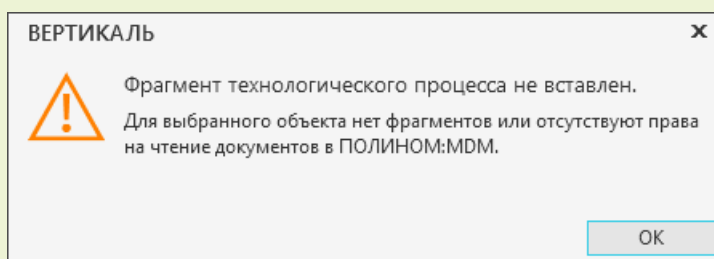 ВЕРТИКАЛЬ
Фрагмент технологического процесса не вставлен.
Для выбранного объекта нет фрагментов или отсутствуют права
на чтение документов в ПОЛИНОМ:MDM.
ОК